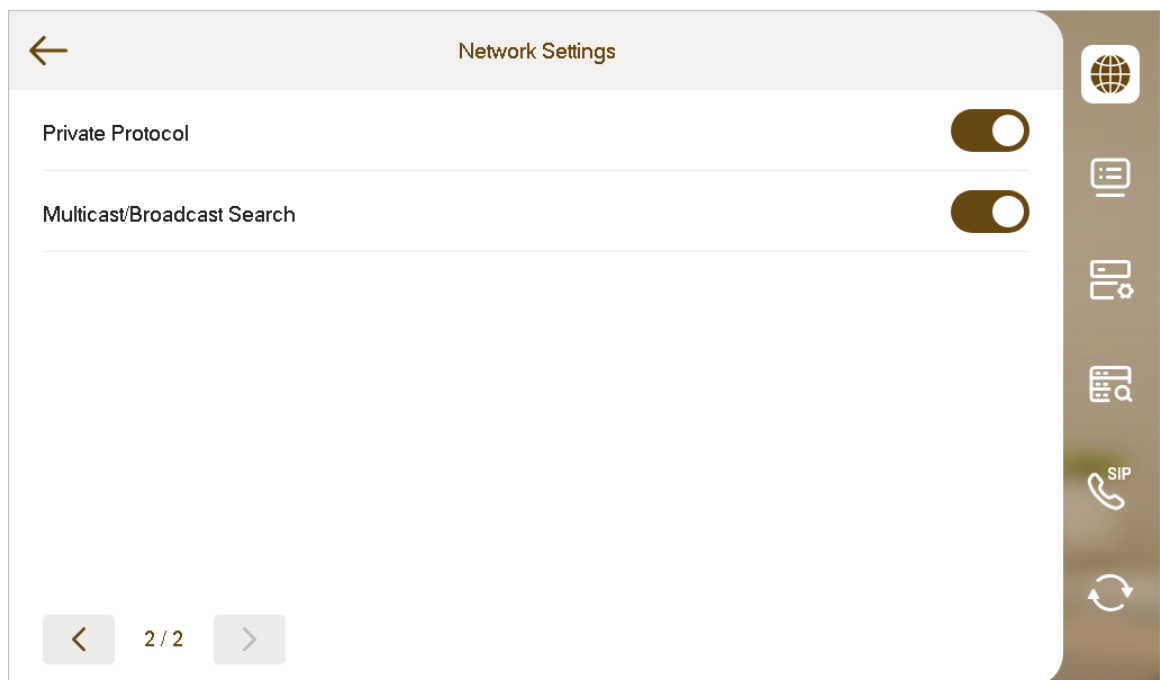 Network Settings
Private Protocol
Multicast/Broadcast Search
SIP
2 / 2